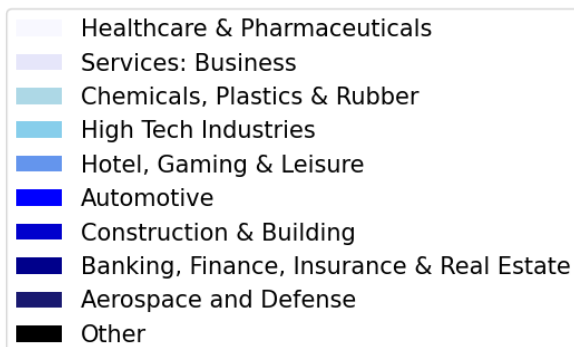 Healthcare & Pharmaceuticals
Services: Business
Chemicals, Plastics & Rubber
High Tech Industries
Hotel, Gaming & Leisure
Automotive
Construction & Building
Banking, Finance, Insurance & Real Estate
Aerospace and Defense
Other